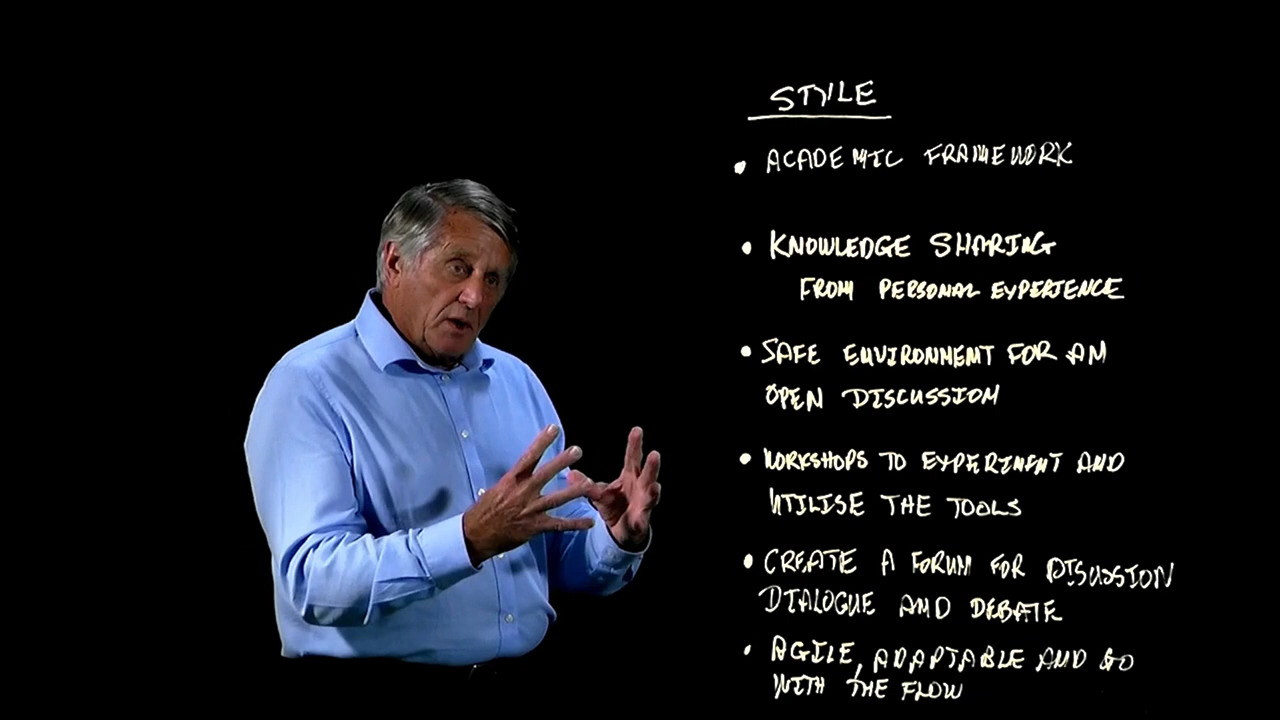 STYLE
• ACADEMIC FRAMEWORK
• KNOWLEDGE SHARING
FROM PERSONAL EXPERIENCE
• SAFE ENVIRONMENT FOR AN
OPEN DISCUSSION
• WORKSHOPS TO EXPERIMENT AND
UTILISE THE TOOLS
• CREATE A FORUM FOR DISCUSSION
DIALOGUE AND DEBATE
• AGILE, ADAPTABLE AND GO
WITH THE FLOW